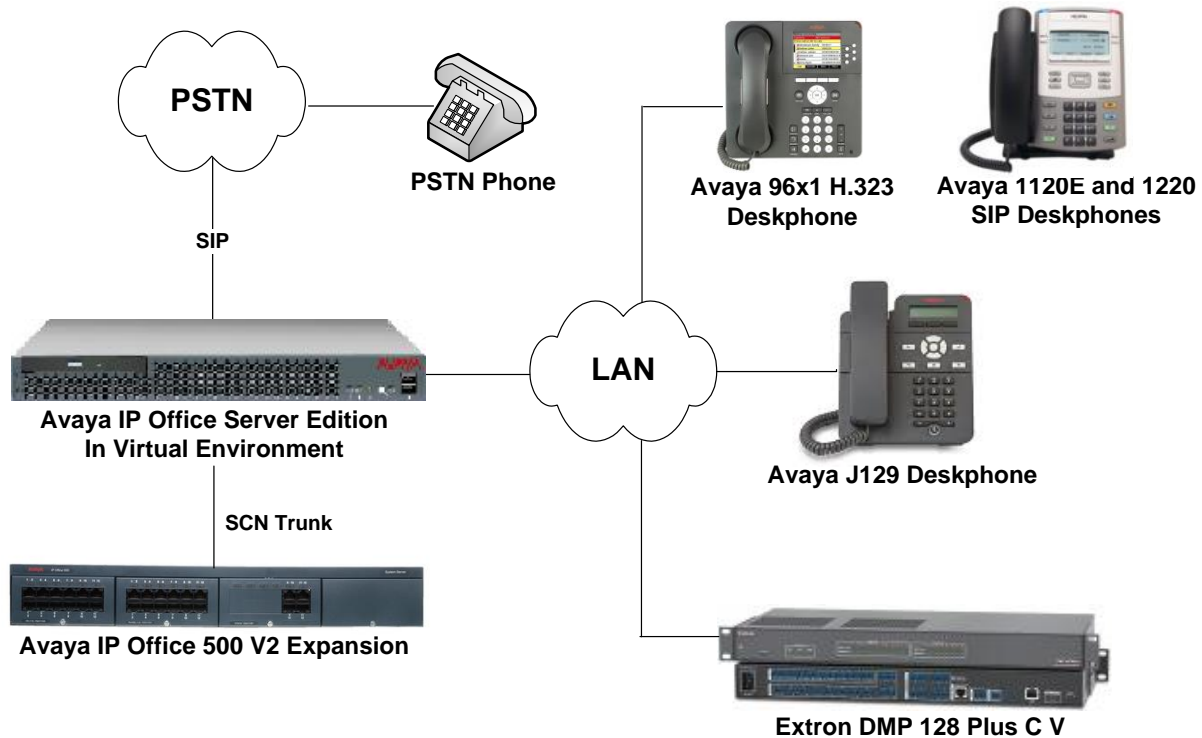 PSTN
PSTN Phone
Avaya 96x1 H.323
Deskphone
Avaya 1120E and 1220
SIP Deskphones
SIP
LAN
AVAYA
Avaya IP Office Server Edition
In Virtual Environment
Avaya J129 Deskphone
SCN Trunk
Avaya IP Office 500 V2 Expansion
Extron DMP 128 Plus C V